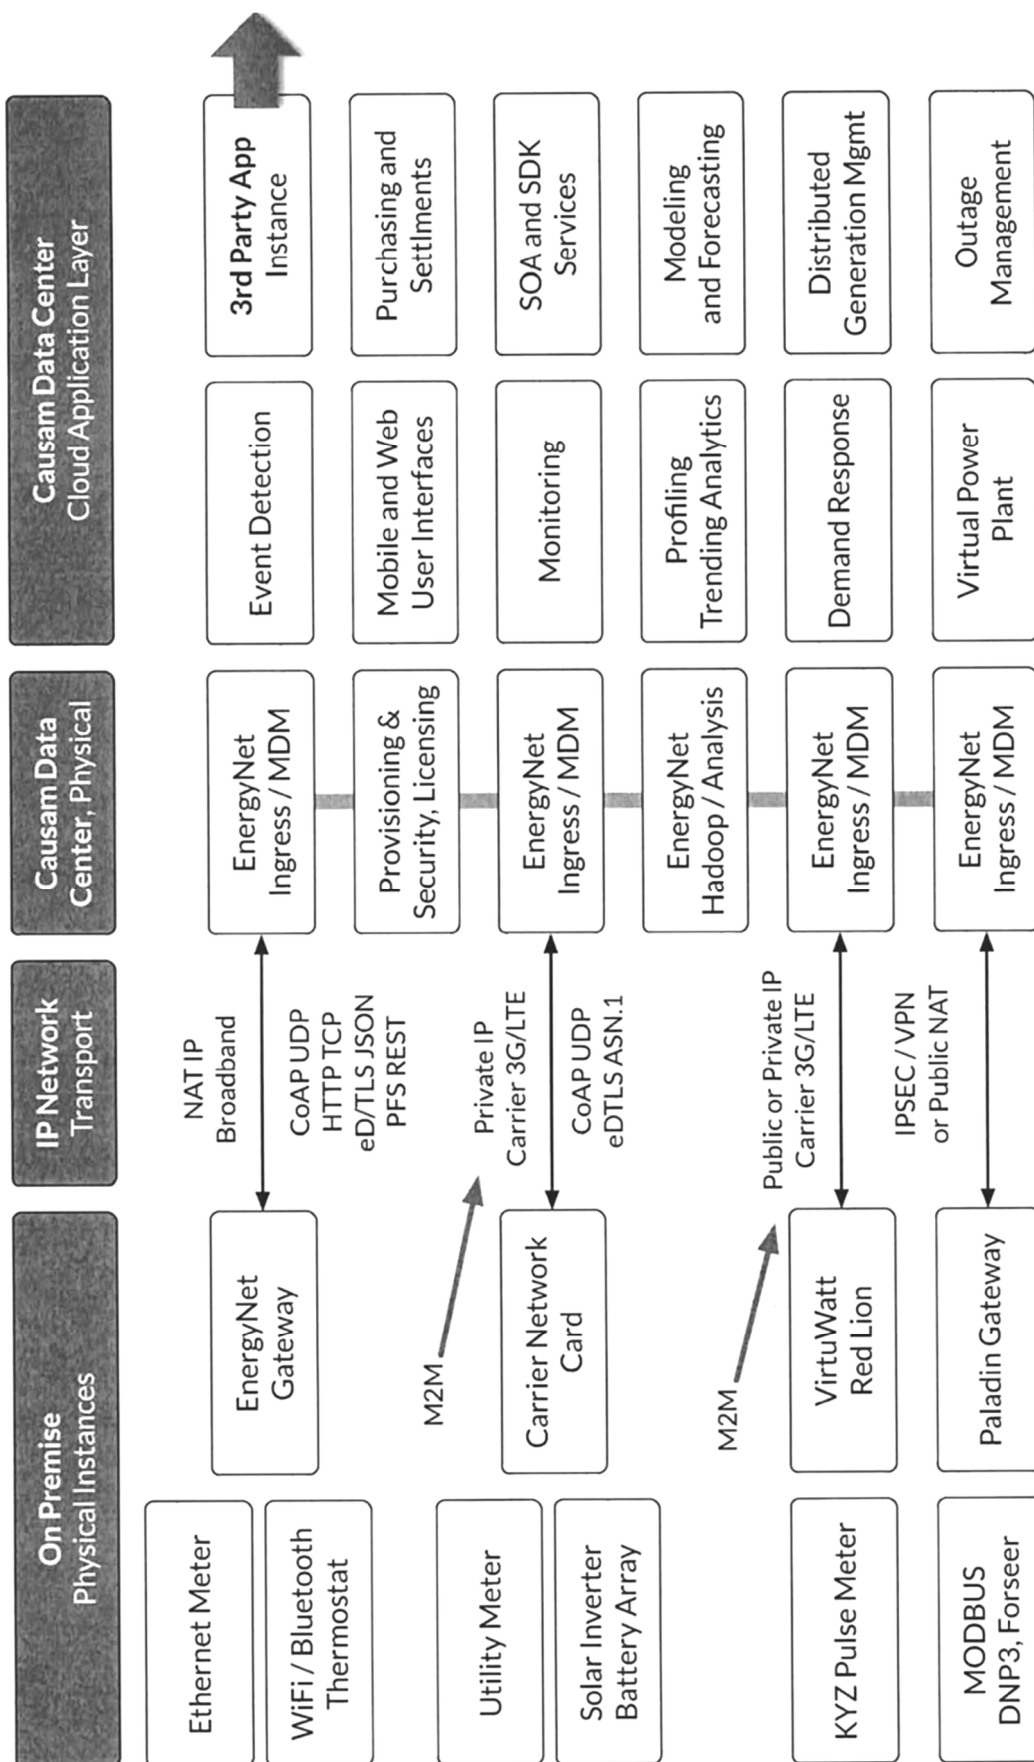 On Premise
Physical Instances
IP Network
Transport
Causam Data
Center, Physical
Causam Data Center
Cloud Application Layer
Ethernet Meter
WiFi / Bluetooth
Thermostat
EnergyNet
Gateway
NAT IP
Broadband
CoAP UDP
HTTP TCP
eD/TLS JSON
PFS REST
EnergyNet
Ingress / MDM
Event Detection
3rd Party App
Instance
Provisioning &
Security, Licensing
Mobile and Web
User Interfaces
Purchasing and
Settlments
M2M
Utility Meter
Solar Inverter
Battery Array
Carrier Network
Card
Private IP
Carrier 3G/LTE
CoAP UDP
eDTLS ASN.1
EnergyNet
Ingress / MDM
Monitoring
SOA and SDK
Services
EnergyNet
Hadoop / Analysis
Profiling
Trending Analytics
Modeling
and Forecasting
M2M
KYZ Pulse Meter
VirtuWatt
Red Lion
Public or Private IP
Carrier 3G/LTE
EnergyNet
Ingress / MDM
Demand Response
Distributed
Generation Mgmt
MODBUS
DNP3, Forseer
Paladin Gateway
IPSEC / VPN
or Public NAT
EnergyNet
Ingress / MDM
Virtual Power
Plant
Outage
Management